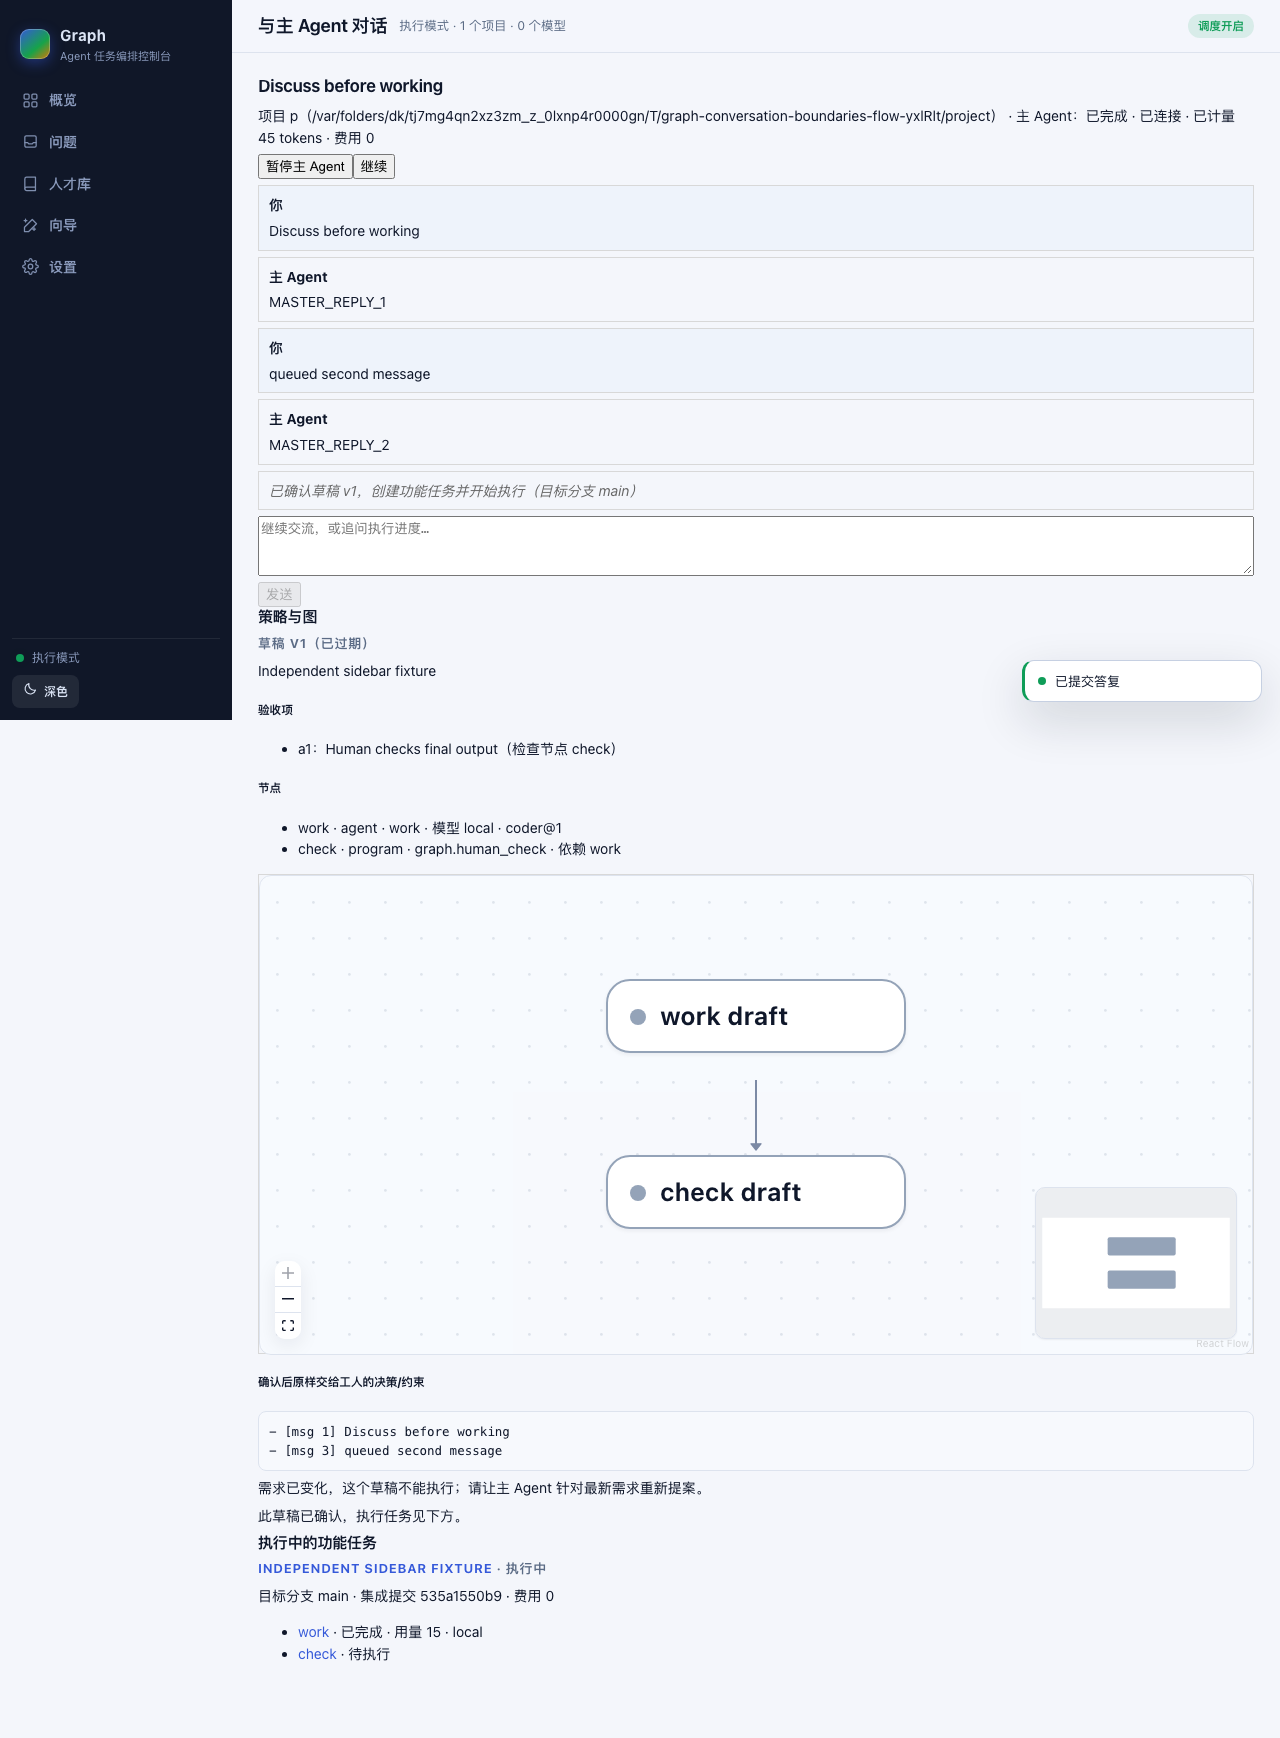 Graph
Agent 任务编排控制台
概览
问题
人才库
向导
设置
执行模式
深色
与主 Agent 对话
执行模式 · 1 个项目 · 0 个模型
调度开启
Discuss before working
项目 p（/var/folders/dk/tj7mg4qn2xz3zm_z_0lxnp4r0000gn/T/graph-conversation-boundaries-flow-yxlRlt/project） · 主 Agent：已完成 · 已连接 · 已计量
45 tokens · 费用 0
暂停主 Agent 继续
你
Discuss before working
主 Agent
MASTER_REPLY_1
你
queued second message
主 Agent
MASTER_REPLY_2
已确认草稿 v1，创建功能任务并开始执行（目标分支 main）
继续交流，或追问执行进度…
发送
策略与图
草稿 V1（已过期）
Independent sidebar fixture
已提交答复
验收项
a1：Human checks final output（检查节点 check）
节点
work · agent · work · 模型 local · coder@1
check · program · graph.human_check · 依赖 work
work draft
check draft
React Flow
确认后原样交给工人的决策/约束
– [msg 1] Discuss before working
– [msg 3] queued second message
需求已变化，这个草稿不能执行；请让主 Agent 针对最新需求重新提案。
此草稿已确认，执行任务见下方。
执行中的功能任务
INDEPENDENT SIDEBAR FIXTURE · 执行中
目标分支 main · 集成提交 535a1550b9 · 费用 0
work · 已完成 · 用量 15 · local
check · 待执行